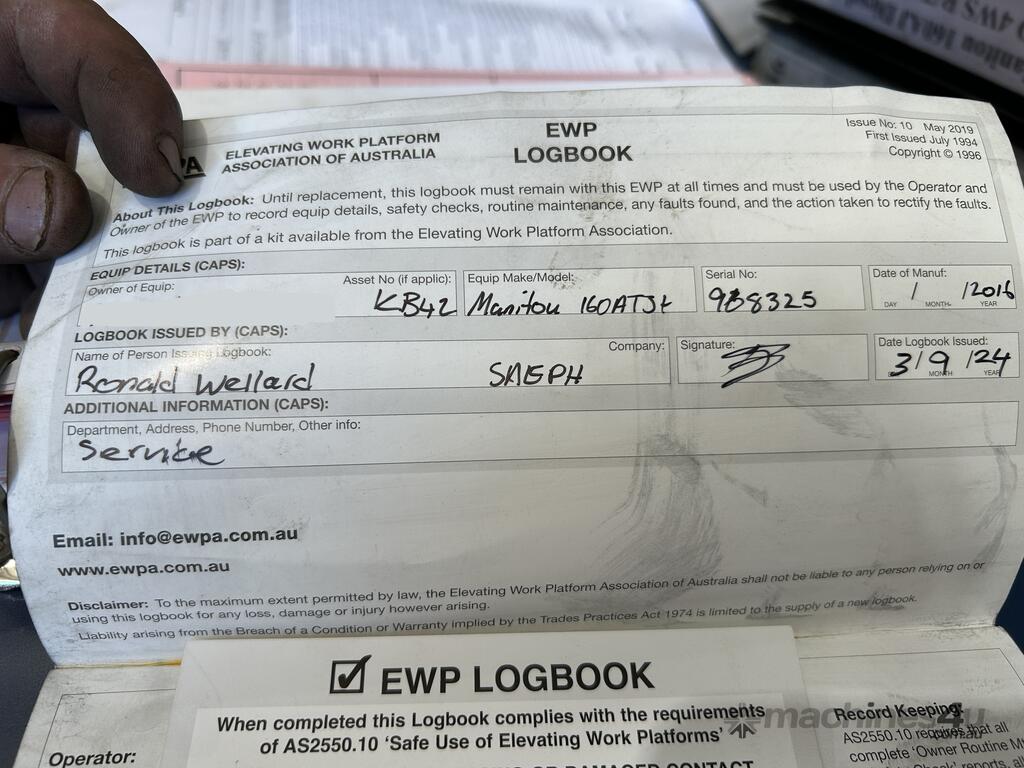 ELEVATING WORK PLATFORM
ASSOCIATION OF AUSTRALIA
EWP
LOGBOOK
Issue No: 10 May 2019
First Issued July 1994
Copyright © 1996
About This Logbook: Until replacement, this logbook must remain with this EWP at all times and must be used by the Operator and
Owner of the EWP to record equip details, safety checks, routine maintenance, any faults found, and the action taken to rectify the faults.
This logbook is part of a kit available from the Elevating Work Platform Association.
EQUIP DETAILS (CAPS):
Owner of Equip:
Asset No (if applic):
KB42
Equip Make/Model:
Manitou 160ATJ+
Serial No:
988325
Date of Manuf:
/ /2016
DAY MONTH YEAR
LOGBOOK ISSUED BY (CAPS):
Name of Person Issuing Logbook:
Ronald Wellard
Company:
SAEPH
Signature:
Date Logbook Issued:
3/9/24
MONTH YEAR
ADDITIONAL INFORMATION (CAPS):
Department, Address, Phone Number, Other info:
Service
Email: info@ewpa.com.au
www.ewpa.com.au
Disclaimer: To the maximum extent permitted by law, the Elevating Work Platform Association of Australia shall not be liable to any person relying on or
using this logbook for any loss, damage or injury however arising.
Liability arising from the Breach of a Condition or Warranty implied by the Trades Practices Act 1974 is limited to the supply of a new logbook.
EWP LOGBOOK
When completed this Logbook complies with the requirements
of AS2550.10 'Safe Use of Elevating Work Platforms'
Operator:
Record Keeping:
AS2550.10 requires that all
complete 'Owner Routine
machines4u
.com.au